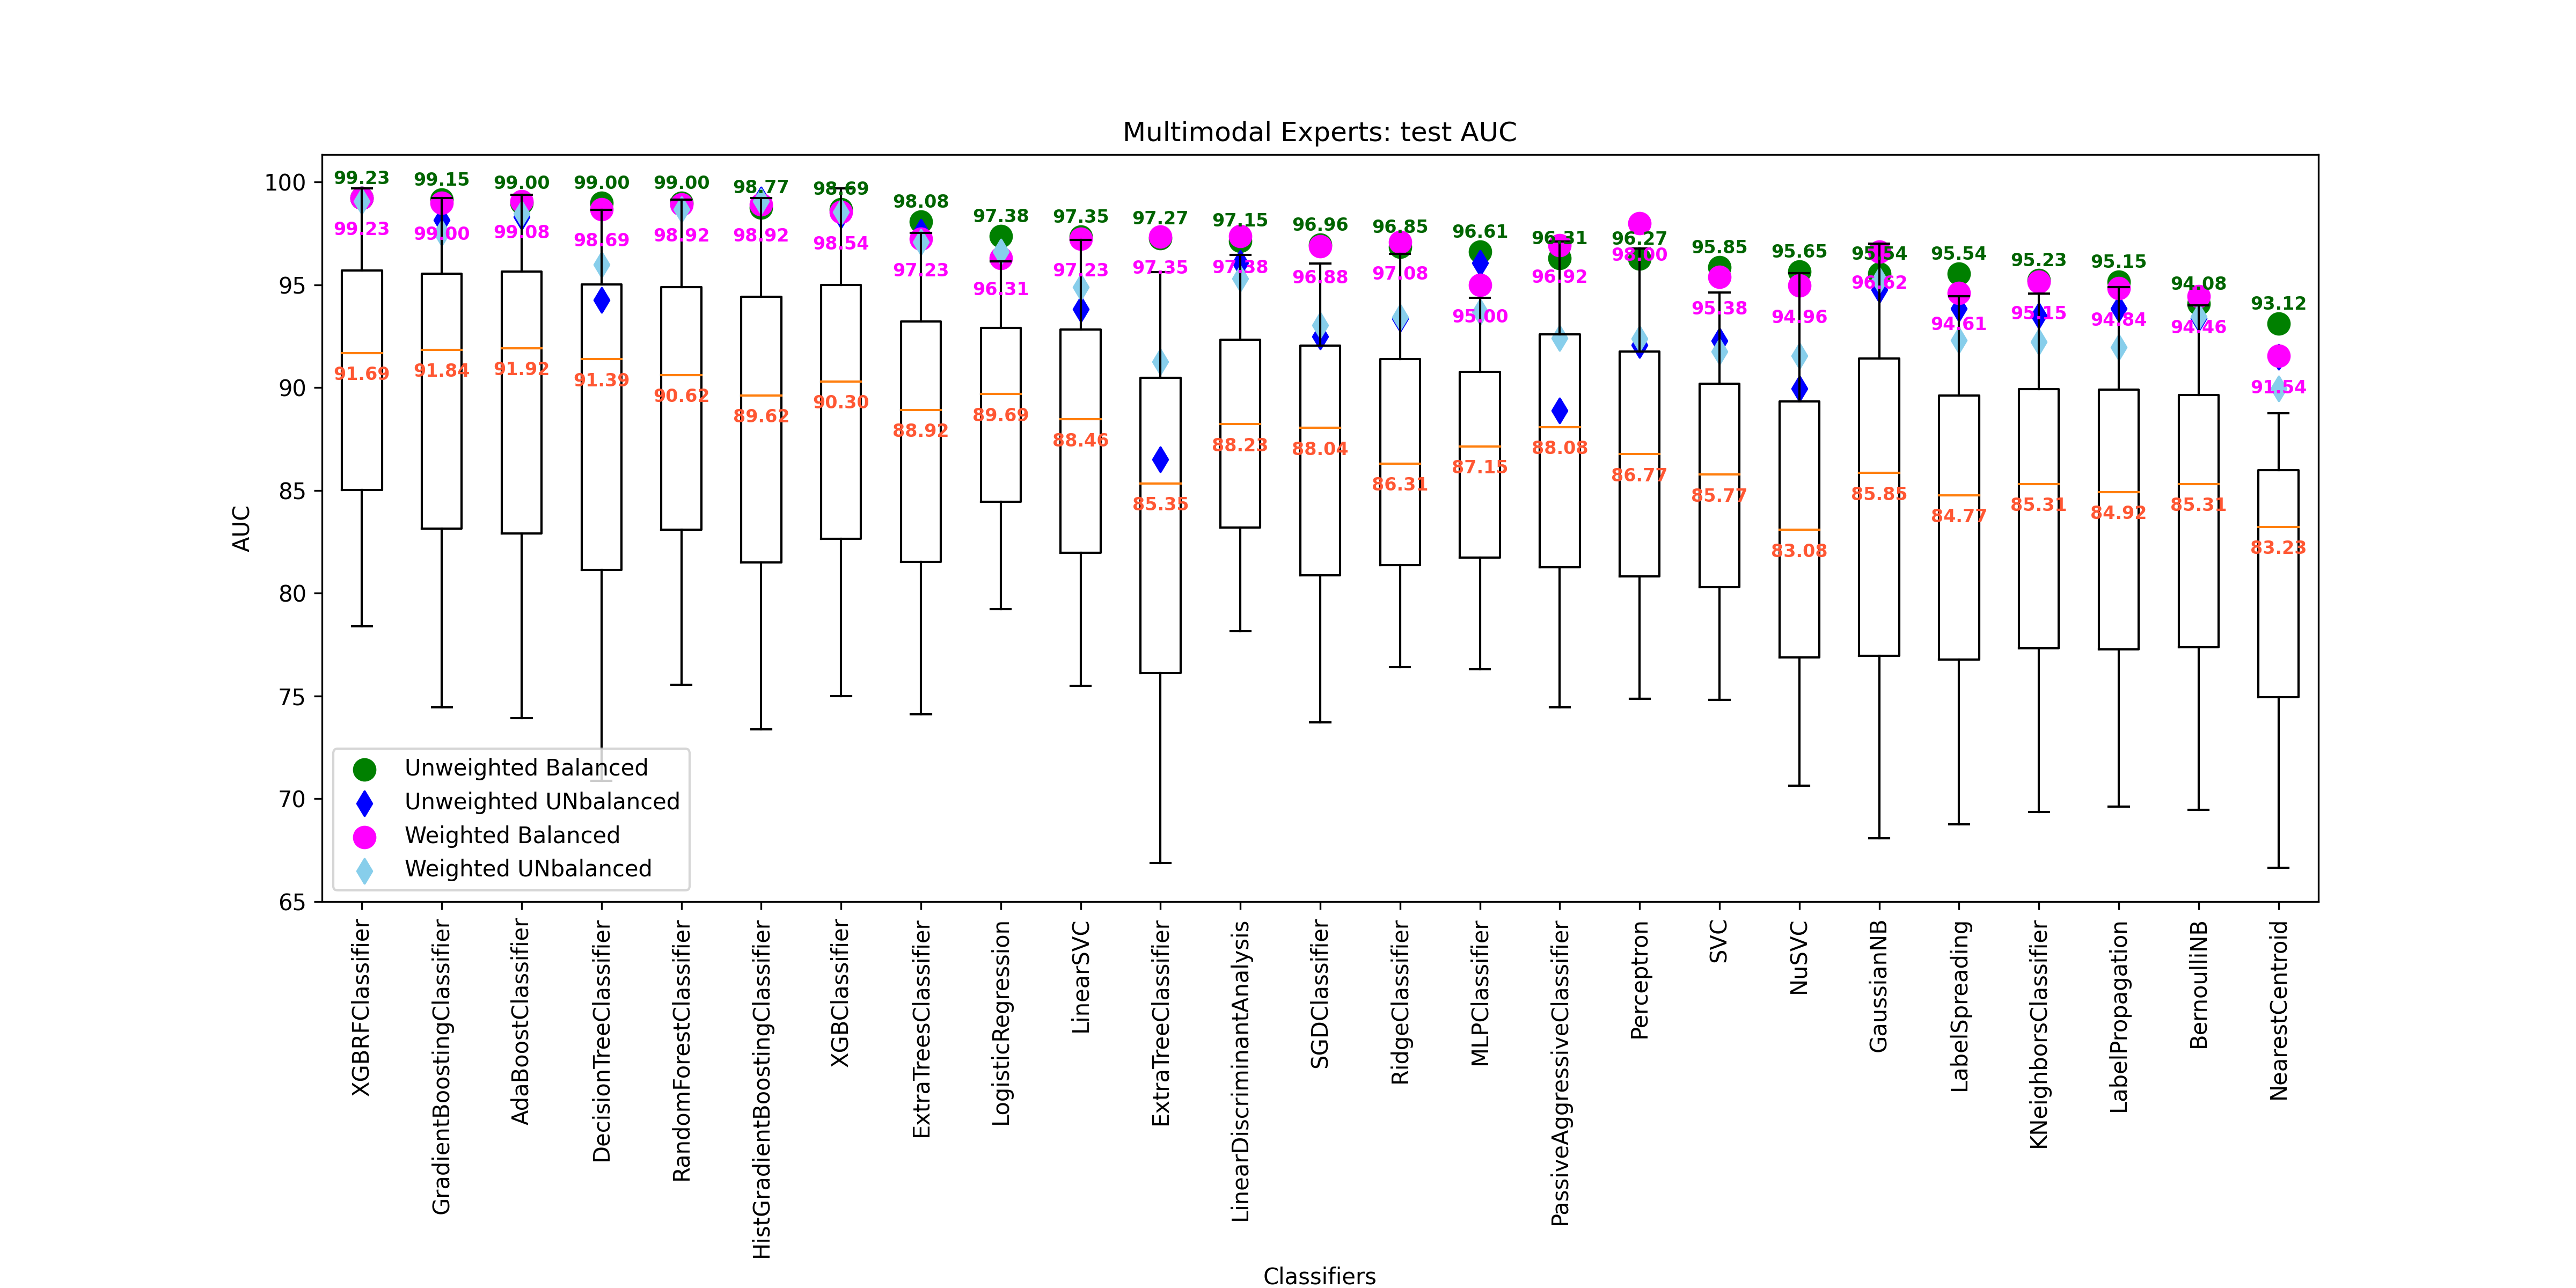 Multimodal Experts: test AUC
AUC
100
95
90
85
80
75
70
65
99.23 99.15 99.00 99.00 99.00 98.77 98.69 98.08 97.38 97.35 97.27 97.15 96.96 96.85 96.61 96.31 96.27 95.85 95.65 95.54 95.54 95.23 95.15 94.08 93.12
99.23 99.00 99.08 98.69 98.92 98.92 98.54 97.23 96.31 97.23 97.35 97.38 96.88 97.08 95.00 96.92 98.00 95.38 94.96 96.62 94.61 95.15 94.84 94.46 91.54
91.69 91.84 91.92 91.39 90.62 89.62 90.30 88.92 89.69 88.46 85.35 88.23 88.04 86.31 87.15 88.08 86.77 85.77 83.08 85.85 84.77 85.31 84.92 85.31 83.23
Unweighted Balanced
Unweighted UNbalanced
Weighted Balanced
Weighted UNbalanced
XGBRFClassifier
GradientBoostingClassifier
AdaBoostClassifier
DecisionTreeClassifier
RandomForestClassifier
HistGradientBoostingClassifier
XGBClassifier
ExtraTreesClassifier
LogisticRegression
LinearSVC
ExtraTreeClassifier
LinearDiscriminantAnalysis
SGDClassifier
RidgeClassifier
MLPClassifier
PassiveAggressiveClassifier
Perceptron
SVC
NuSVC
GaussianNB
LabelSpreading
KNeighborsClassifier
LabelPropagation
BernoulliNB
NearestCentroid
Classifiers